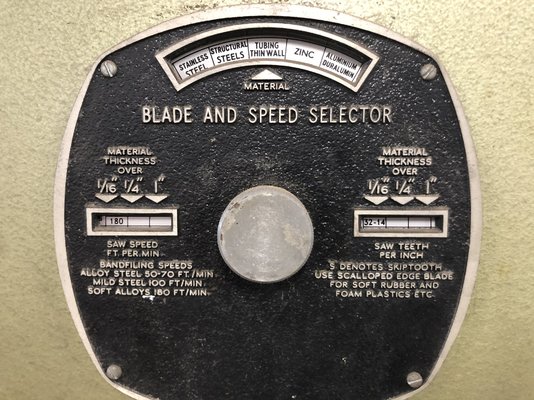 STAINLESS STEEL
STRUCTURAL STEELS
TUBING THIN WALL
ZINC
ALUMINIUM DURALUMIN
MATERIAL
BLADE AND SPEED SELECTOR
MATERIAL
THICKNESS
OVER
1/16" 1/4" 1"
180
SAW SPEED
FT. PER. MIN
BANDFILING SPEEDS
ALLOY STEEL 50-70 FT./MIN
MILD STEEL 100 FT/MIN
SOFT ALLOYS 180 FT/MIN
MATERIAL
THICKNESS
OVER
1/16" 1/4" 1"
32-14
SAW TEETH
PER INCH
S DENOTES SKIPTOOTH
USE SCALLOPED EDGE BLADE
FOR SOFT RUBBER AND
FOAM PLASTICS ETC